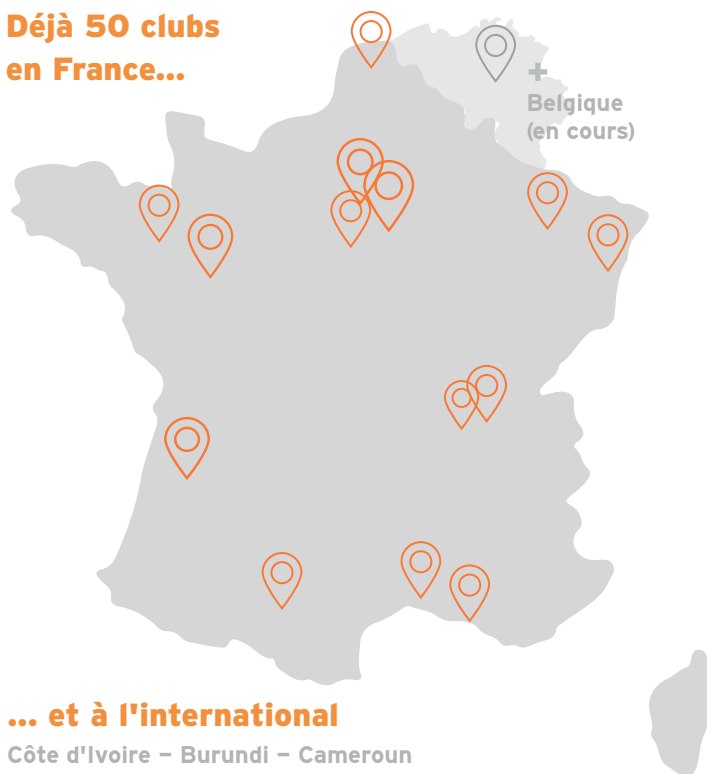 Déjà 50 clubs
en France...
+
Belgique
(en cours)
... et à l'international
Côte d'Ivoire – Burundi – Cameroun